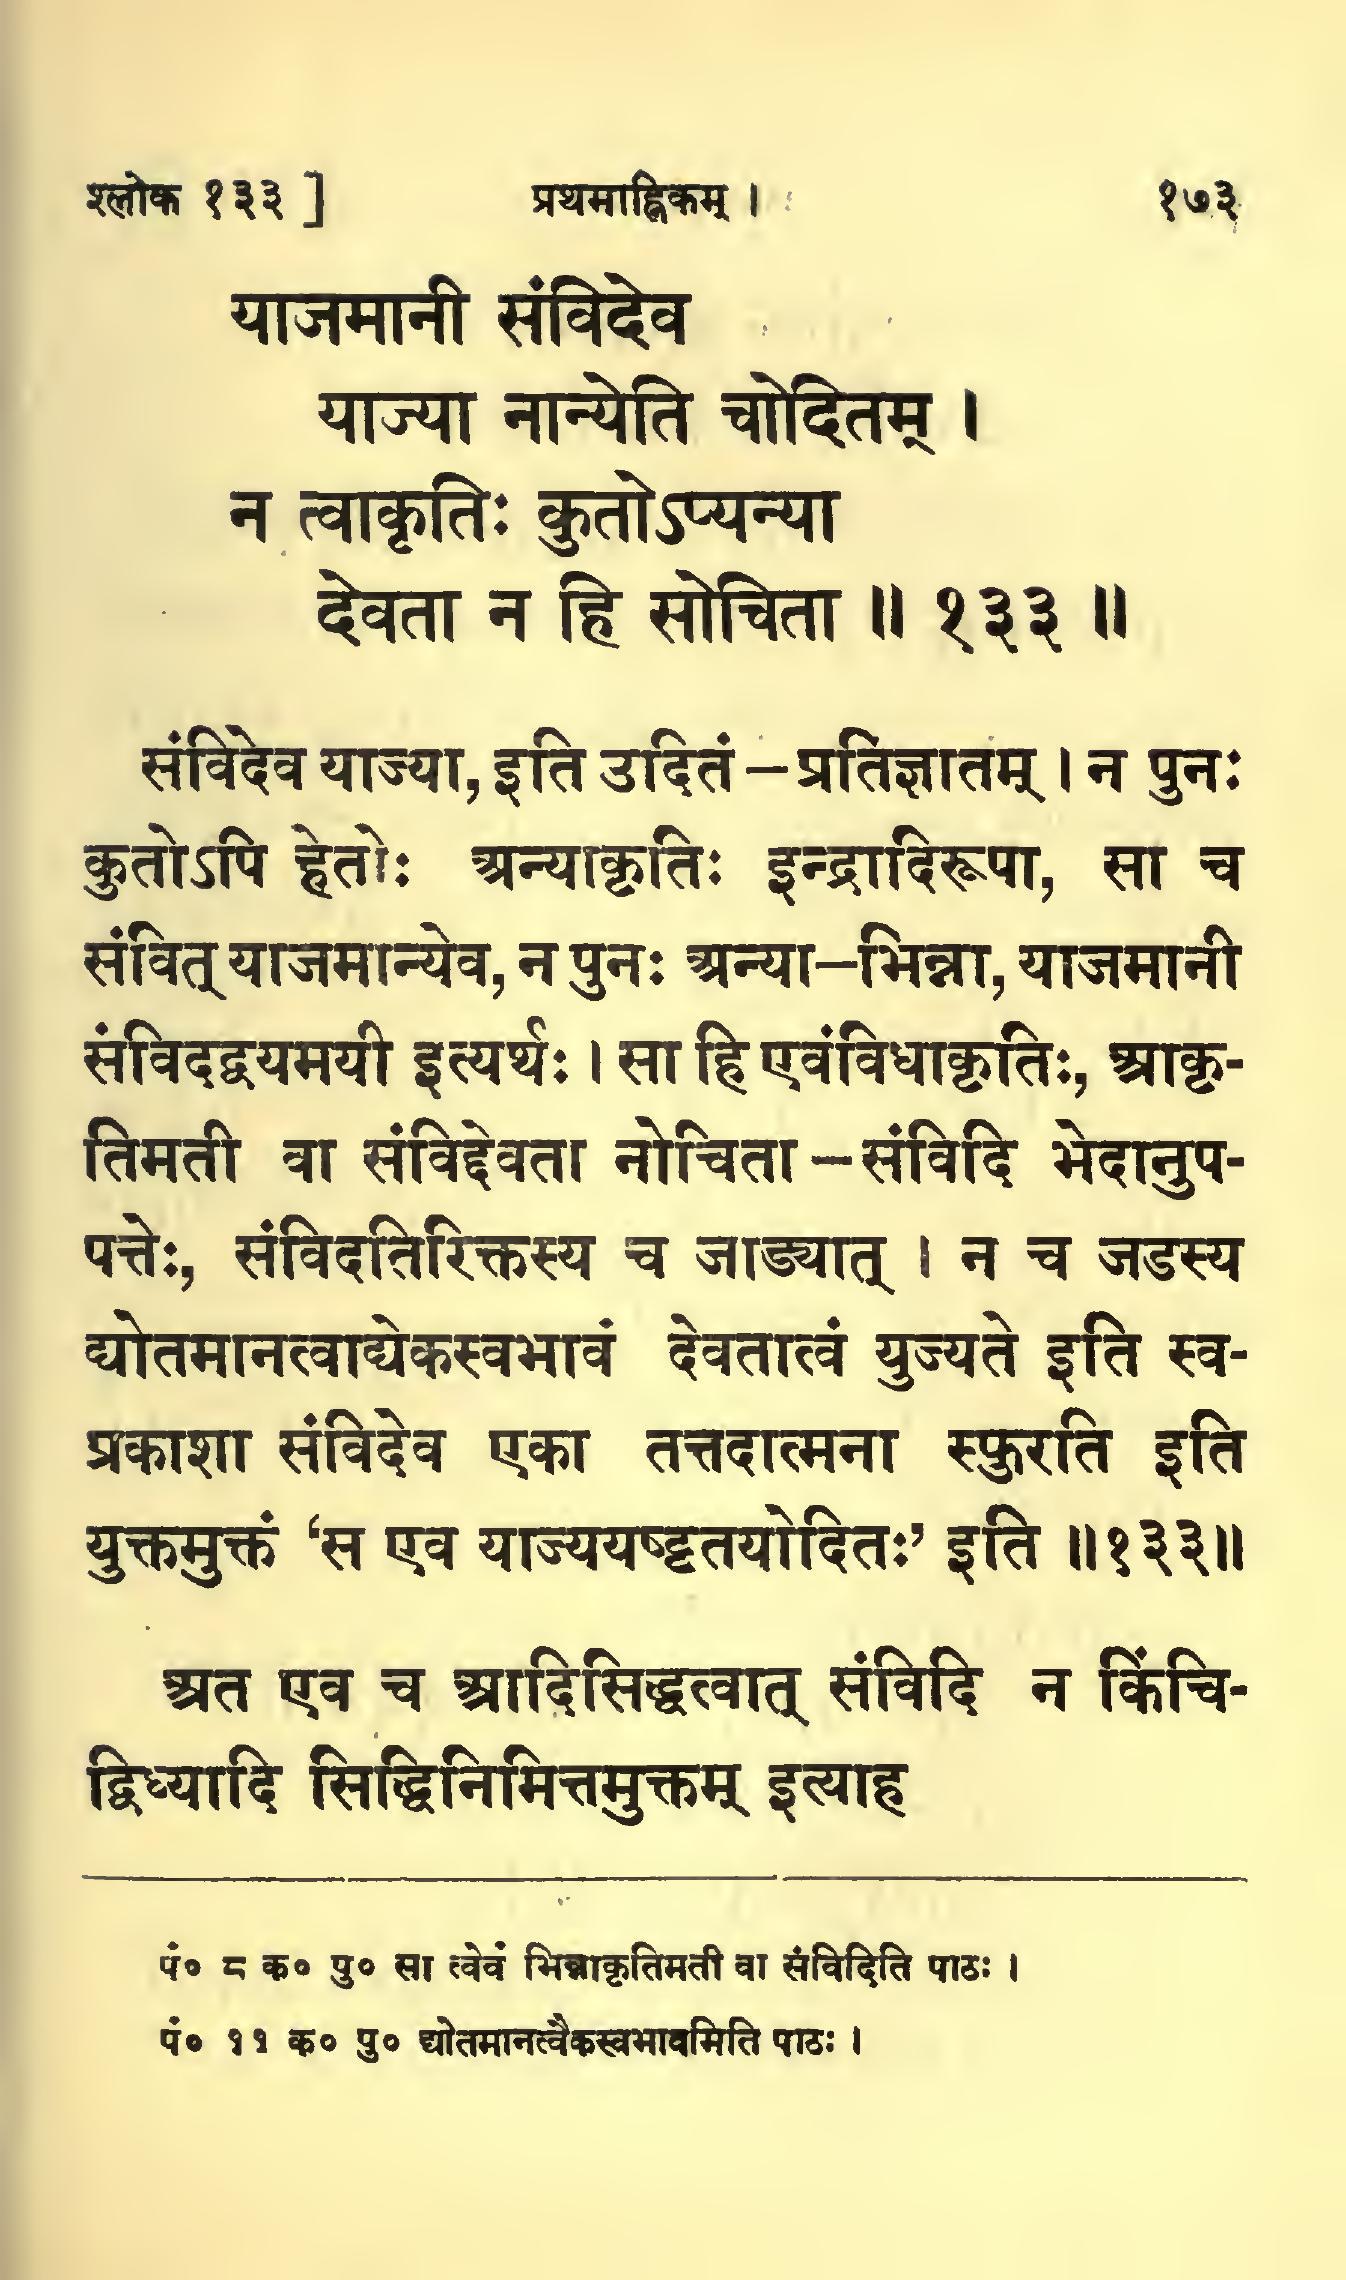 श्लोक १३३ ] प्रथमाह्निकम् । १७३
याजमानी संविदेव
याज्या नान्येति चोदितम् ।
न त्वाकृतिः कुतोऽप्यन्या
देवता न हि सोचिता ॥ १३३ ॥
संविदेव याज्या, इति उदितं – प्रतिज्ञातम् । न पुनः
कुतोऽपि हेतोः अन्याकृतिः इन्द्रादिरूपा, सा च
संवित् याजमान्येव, न पुनः अन्या–भिन्ना, याजमानी
संविदद्वयमयी इत्यर्थः । सा हि एवंविधाकृतिः, आकृ-
तिमती वा संविद्देवता नोचिता – संविदि भेदानुप-
पत्तेः, संविदतिरिक्तस्य च जाड्यात् । न च जडस्य
द्योतमानत्वाद्येकस्वभावं देवतात्वं युज्यते इति स्व-
प्रकाशा संविदेव एका तत्तदात्मना स्फुरति इति
युक्तमुक्तं ‘स एव याज्ययष्टृतयोदितः’ इति ॥१३३॥
अत एव च आदिसिद्धत्वात् संविदि न किंचि-
द्विध्यादि सिद्धिनिमित्तमुक्तम् इत्याह
पं० ८ क० पु० सा त्वेवं भिन्नाकृतिमती वा संविदिति पाठः ।
पं० ११ क० पु० द्योतमानत्वैकस्वभावमिति पाठः ।